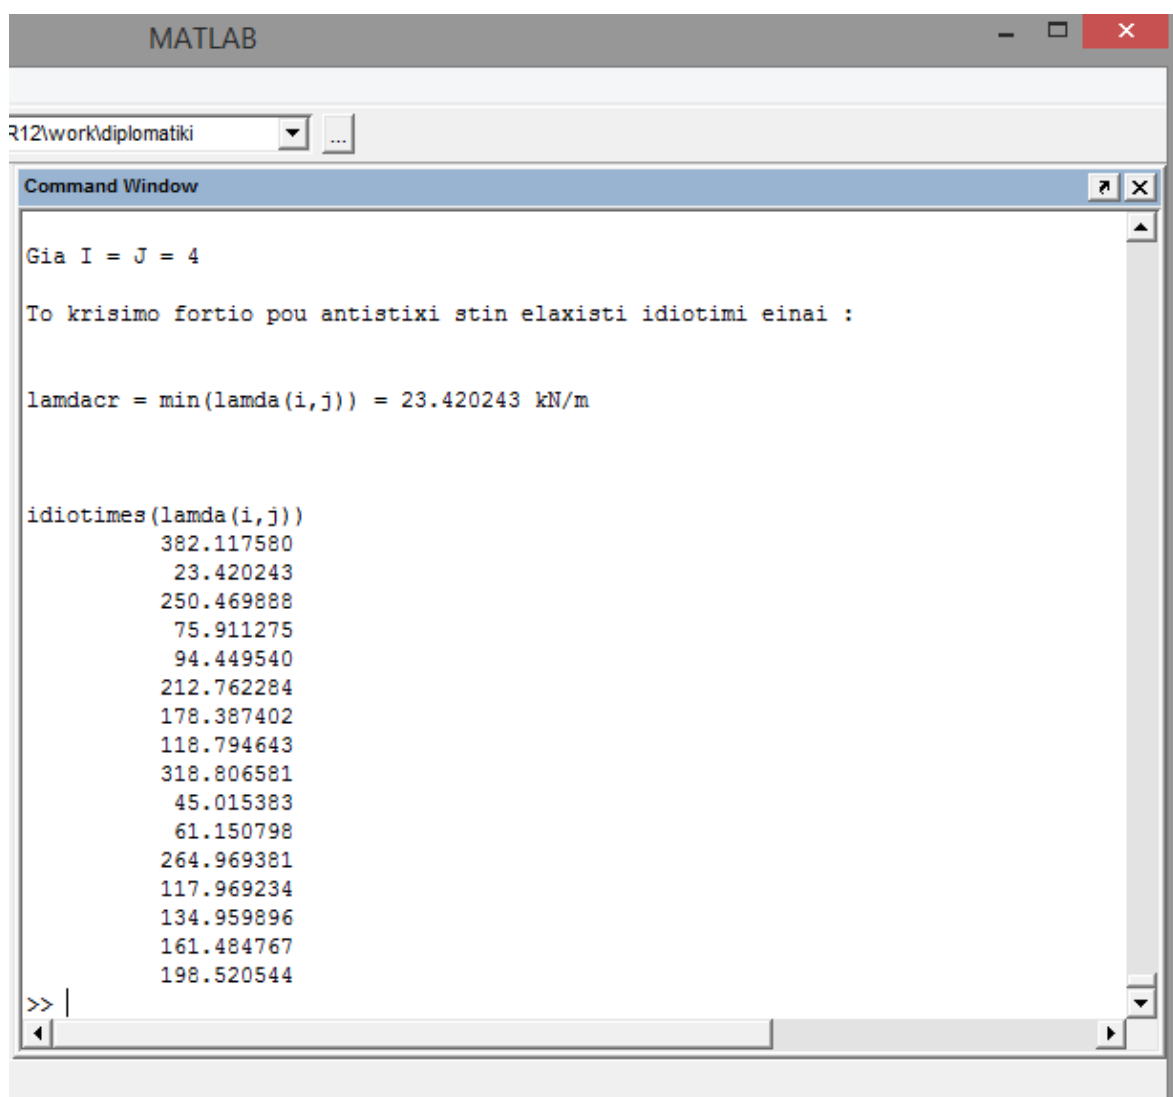 MATLAB
R12\work\diplomatiki
...
Command Window
Gia I = J = 4
To krisimo fortio pou antistixi stin elaxisti idiotimi einai :
lamdacr = min(lamda(i,j)) = 23.420243 kN/m
idiotimes(lamda(i,j))
382.117580
23.420243
250.469888
75.911275
94.449540
212.762284
178.387402
118.794643
318.806581
45.015383
61.150798
264.969381
117.969234
134.959896
161.484767
198.520544
>>